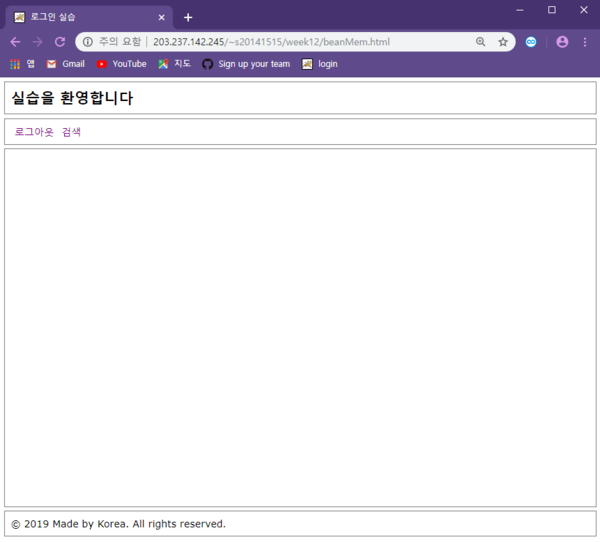 로그인 실습
주의 요함 203.237.142.245/~s20141515/week12/beanMem.html
앱 Gmail YouTube 지도 Sign up your team login
실습을 환영합니다
로그아웃 검색
© 2019 Made by Korea. All rights reserved.